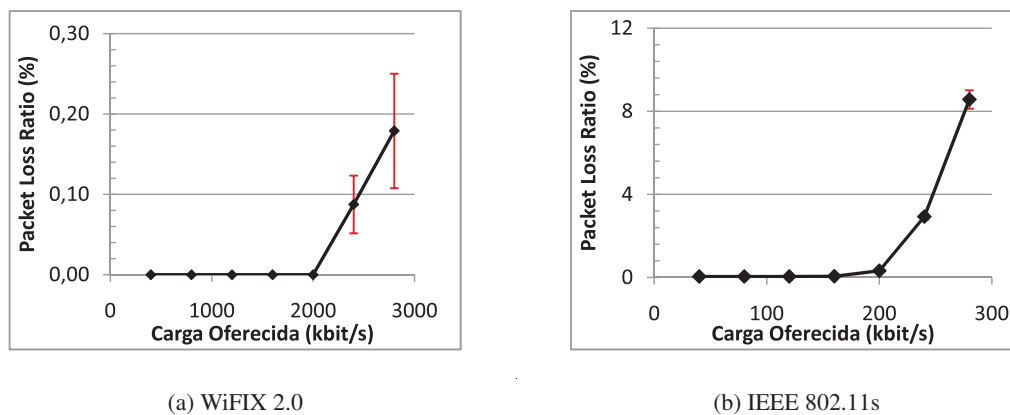 Packet Loss Ratio (%)
0,30
0,20
0,10
0,00
0 1000 2000 3000
Carga Oferecida (kbit/s)
(a) WiFIX 2.0
Packet Loss Ratio (%)
12
8
4
0
0 100 200 300
Carga Oferecida (kbit/s)
(b) IEEE 802.11s